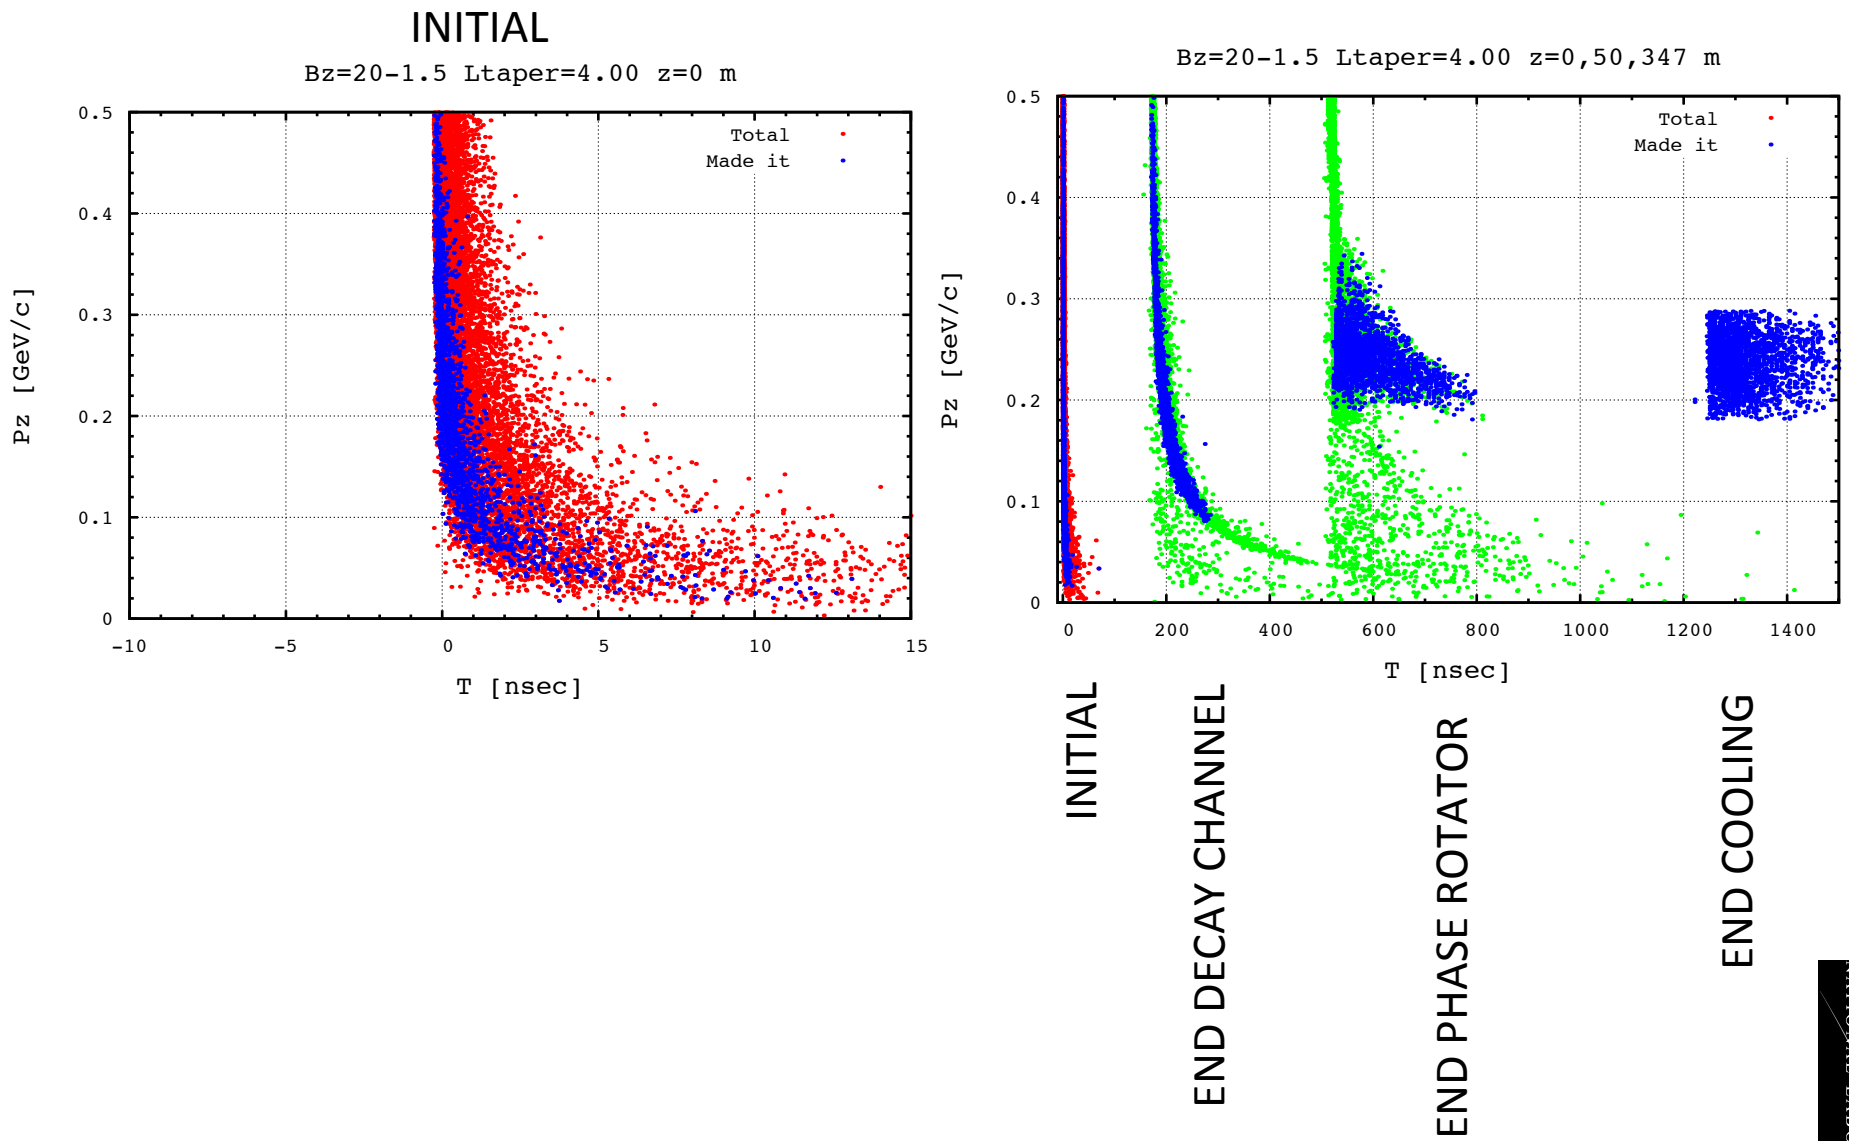 INITIAL
Bz=20-1.5 Ltaper=4.00 z=0 m
0.5
0.4
0.3
0.2
0.1
0
Pz [GeV/c]
Total
Made it
-10 -5 0 5 10 15
T [nsec]
Bz=20-1.5 Ltaper=4.00 z=0,50,347 m
0.5
0.4
0.3
0.2
0.1
0
Pz [GeV/c]
Total
Made it
0 200 400 600 800 1000 1200 1400
T [nsec]
INITIAL
END DECAY CHANNEL
END PHASE ROTATOR
END COOLING